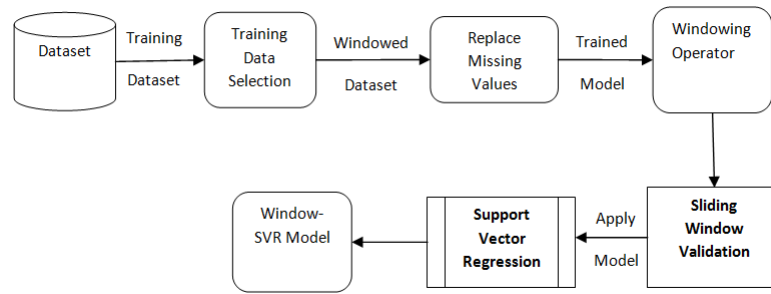 Dataset
Training
Dataset
Training
Data
Selection
Windowed
Dataset
Replace
Missing
Values
Trained
Model
Windowing
Operator
Sliding
Window
Validation
Apply
Model
Support
Vector
Regression
Window-
SVR Model